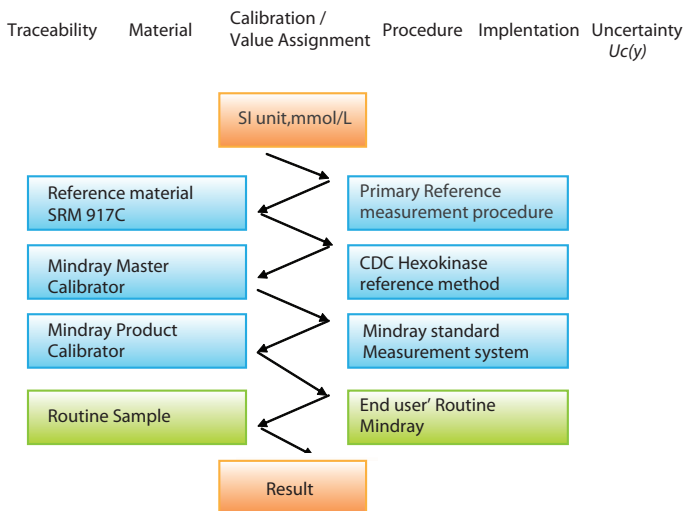 Traceability Material Calibration / Value Assignment Procedure Implentation Uncertainty Uc(y)
SI unit,mmol/L
Reference material
SRM 917C
Primary Reference
measurement procedure
Mindray Master
Calibrator
CDC Hexokinase
reference method
Mindray Product
Calibrator
Mindray standard
Measurement system
Routine Sample
End user' Routine
Mindray
Result